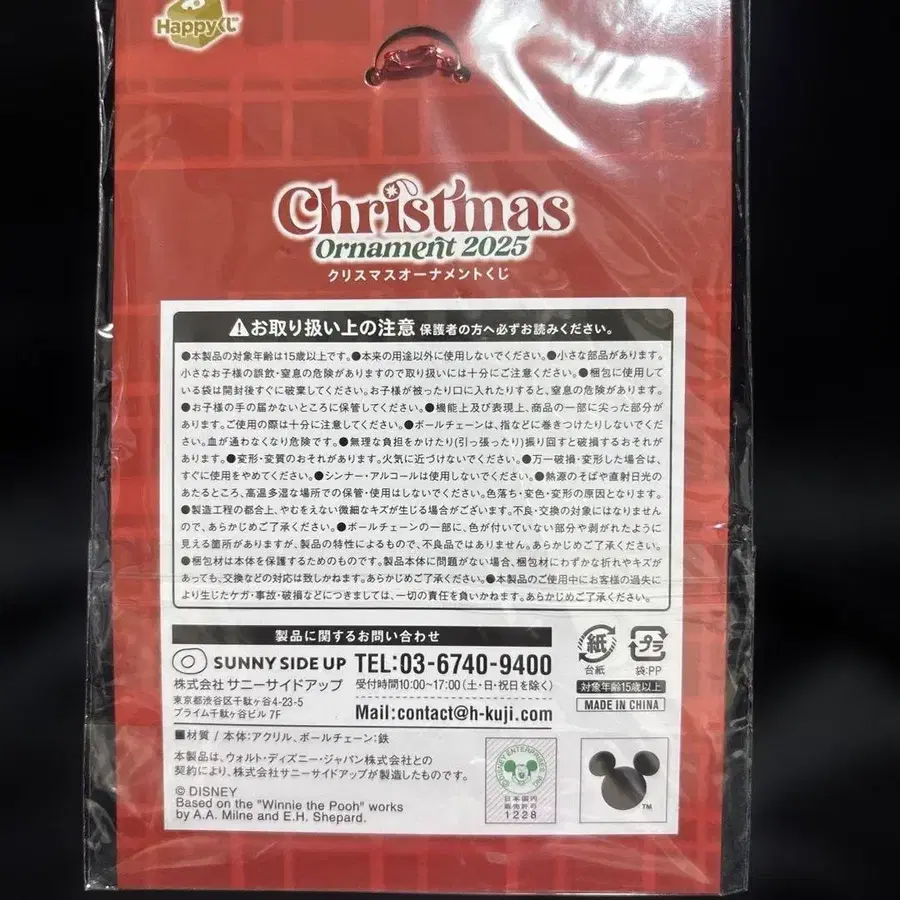 Happyくじ™
Christmas
Ornament 2025
クリスマスオーナメントくじ
⚠お取り扱い上の注意 保護者の方へ必ずお読みください。
●本製品の対象年齢は15歳以上です。●本来の用途以外に使用しないでください。●小さな部品があります。
小さなお子様の誤飲・窒息の危険がありますので取り扱いには十分にご注意ください。●梱包に使用して
いる袋は開封後すぐに破棄してください。お子様が被ったり口に入れたりすると、窒息の危険があります。
●お子様の手の届かないところに保管してください。●機能上及び表現上、商品の一部に尖った部分が
あります。ご使用の際は十分に注意してください。●ボールチェーンは、指などに巻きつけたりしないでくだ
さい。血が通わなくなり危険です。●無理な負担をかけたり(引っ張ったり)振り回すと破損するおそれが
あります。●変形・変質のおそれがあります。火気に近づけないでください。●万一破損・変形した場合は、
すぐに使用をやめてください。●シンナー・アルコールは使用しないでください。●熱源のそばや直射日光の
あたるところ、高温多湿な場所での保管・使用はしないでください。色落ち・変色・変形の原因となります。
●製造工程の都合上、やむをえない微細なキズが生じる場合がございます。不良・交換の対象にはなりません
ので、あらかじめご了承ください。●ボールチェーンの一部に、色が付いていない部分や剥がれたように
見える箇所がありますが、製品の特性によるもので、不良品ではありません。あらかじめご了承ください。
●梱包材は本体を保護するためのものです。製品本体に問題がない場合、梱包材にわずかな折れやキズが
あっても、交換などの対応は致しかねます。あらかじめご了承ください。●本製品のご使用中にお客様の過失に
より生じたケガ・事故・破損などにつきましては、一切の責任を負いかねます。あらかじめご了承ください。
製品に関するお問い合わせ
SUNNY SIDE UP TEL:03-6740-9400
株式会社 サニーサイドアップ 受付時間10:00~17:00(土・日・祝日を除く)
東京都渋谷区千駄ヶ谷4-23-5
プライム千駄ヶ谷ビル 7F
Mail:contact@h-kuji.com
紙
台紙
プラ
袋:PP
対象年齢15歳以上
MADE IN CHINA
■材質 / 本体:アクリル、ボールチェーン:鉄
本製品は、ウォルト・ディズニー・ジャパン株式会社との
契約により、株式会社サニーサイドアップが製造したものです。
© DISNEY
Based on the "Winnie the Pooh" works
by A.A. Milne and E.H. Shepard.
©DISNEY ENTERPRISES, INC.
日本国内
販売許可
1228
TM